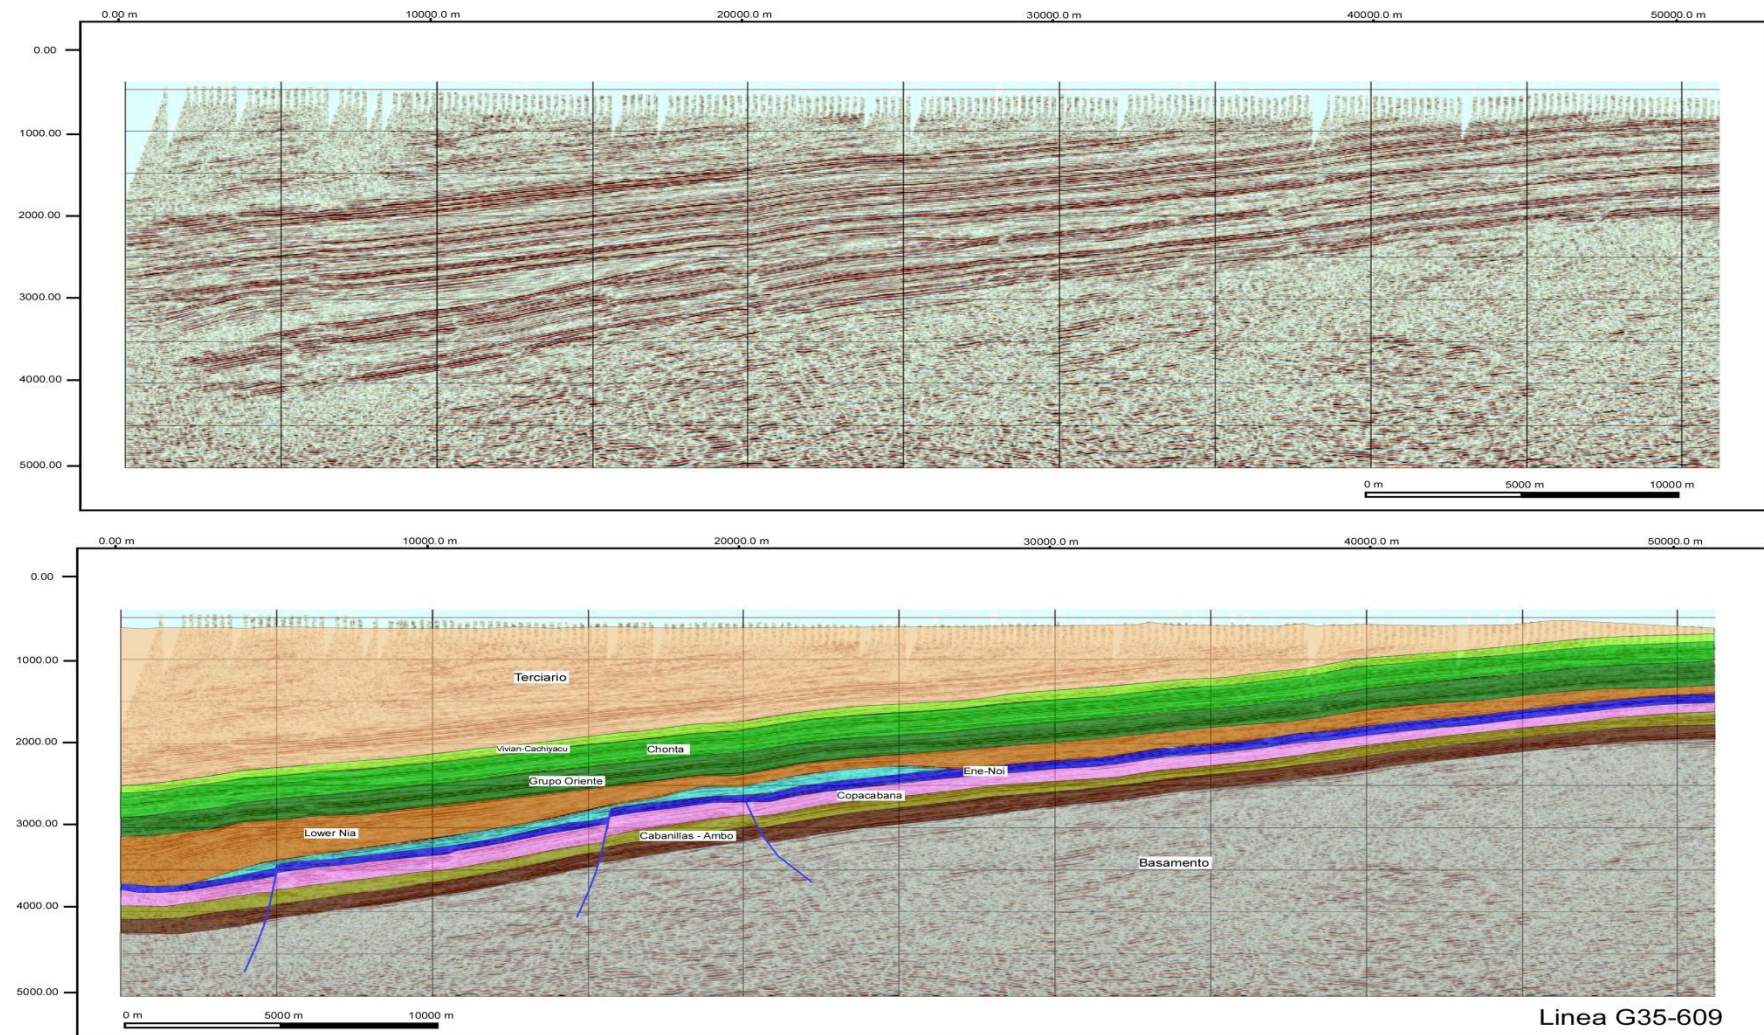 0.00 m 10000.0 m 20000.0 m 30000.0 m 40000.0 m 50000.0 m
0.00
1000.00
2000.00
3000.00
4000.00
5000.00
0 m 5000 m 10000 m
0.00 m 10000.0 m 20000.0 m 30000.0 m 40000.0 m 50000.0 m
0.00
1000.00
Terciario
2000.00
Vivian-Cachiyacu
Chonta
Grupo Oriente
Ene-Noi
Copacabana
3000.00
Lower Nia
Cabanillas - Ambo
Basamento
4000.00
5000.00
0 m 5000 m 10000 m
Linea G35-609